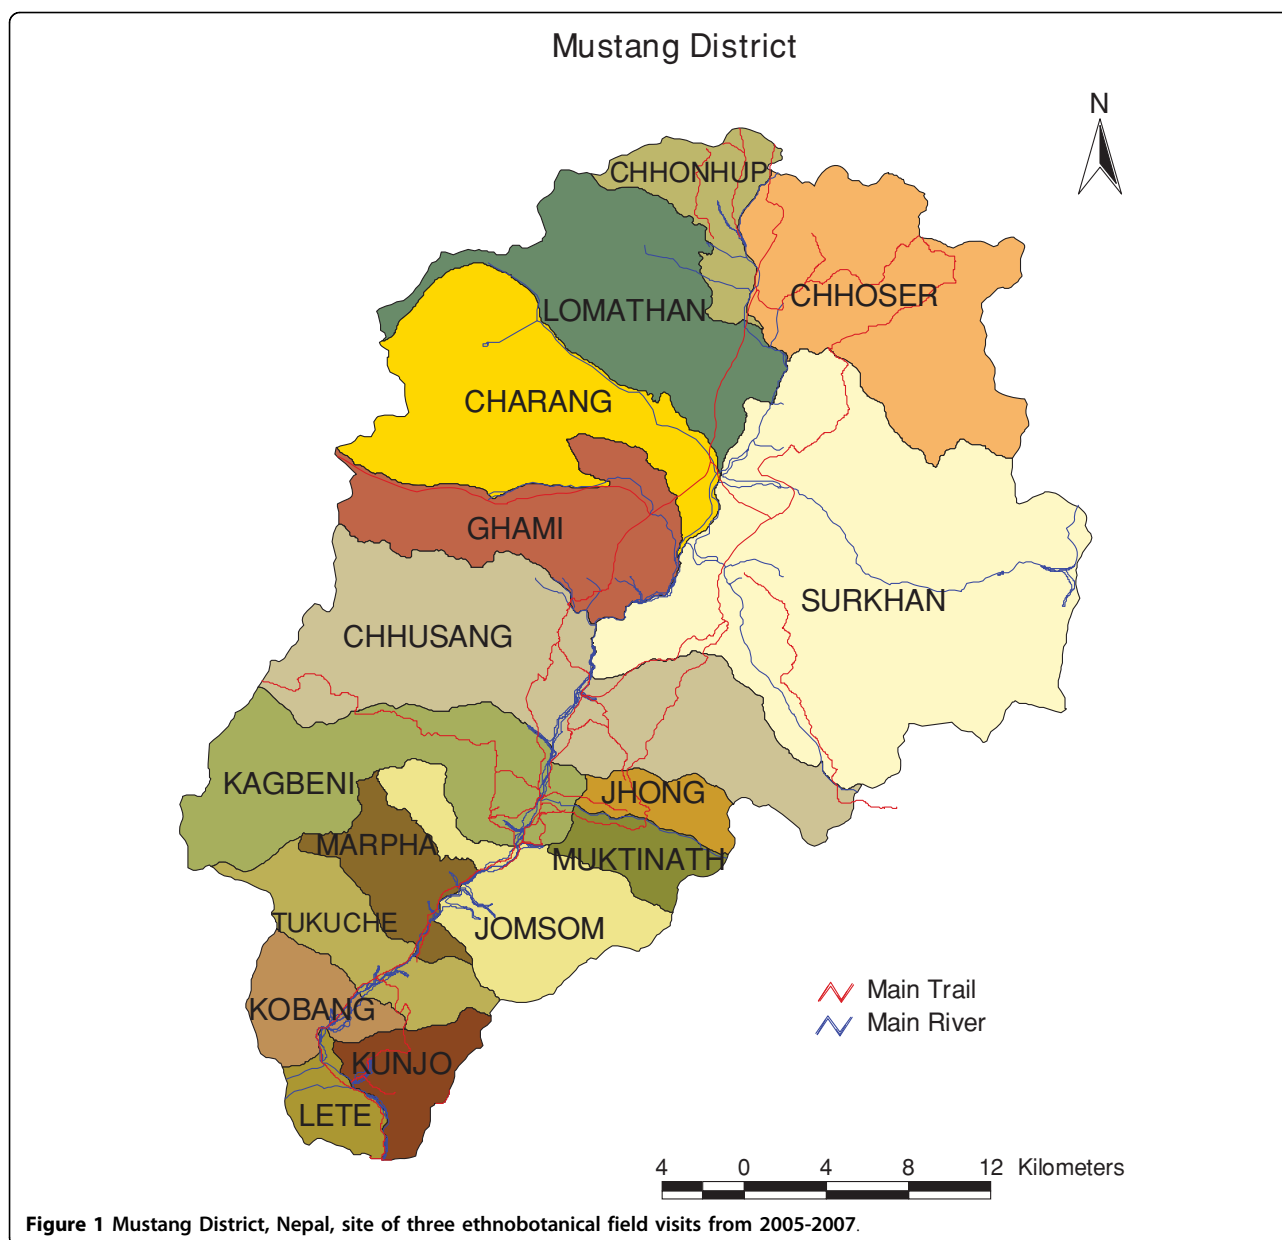 Mustang District
N
CHHONHUP
CHHOSER
LOMATHAN
CHARANG
GHAMI
SURKHAN
CHHUSANG
KAGBENI
JHONG
MARPHA
MUKTINATH
TUKUCHE
JOMSOM
Main Trail
KOBANG
Main River
KUNJO
LETE
4 0 4 8 12 Kilometers
Figure 1 Mustang District, Nepal, site of three ethnobotanical field visits from 2005-2007.